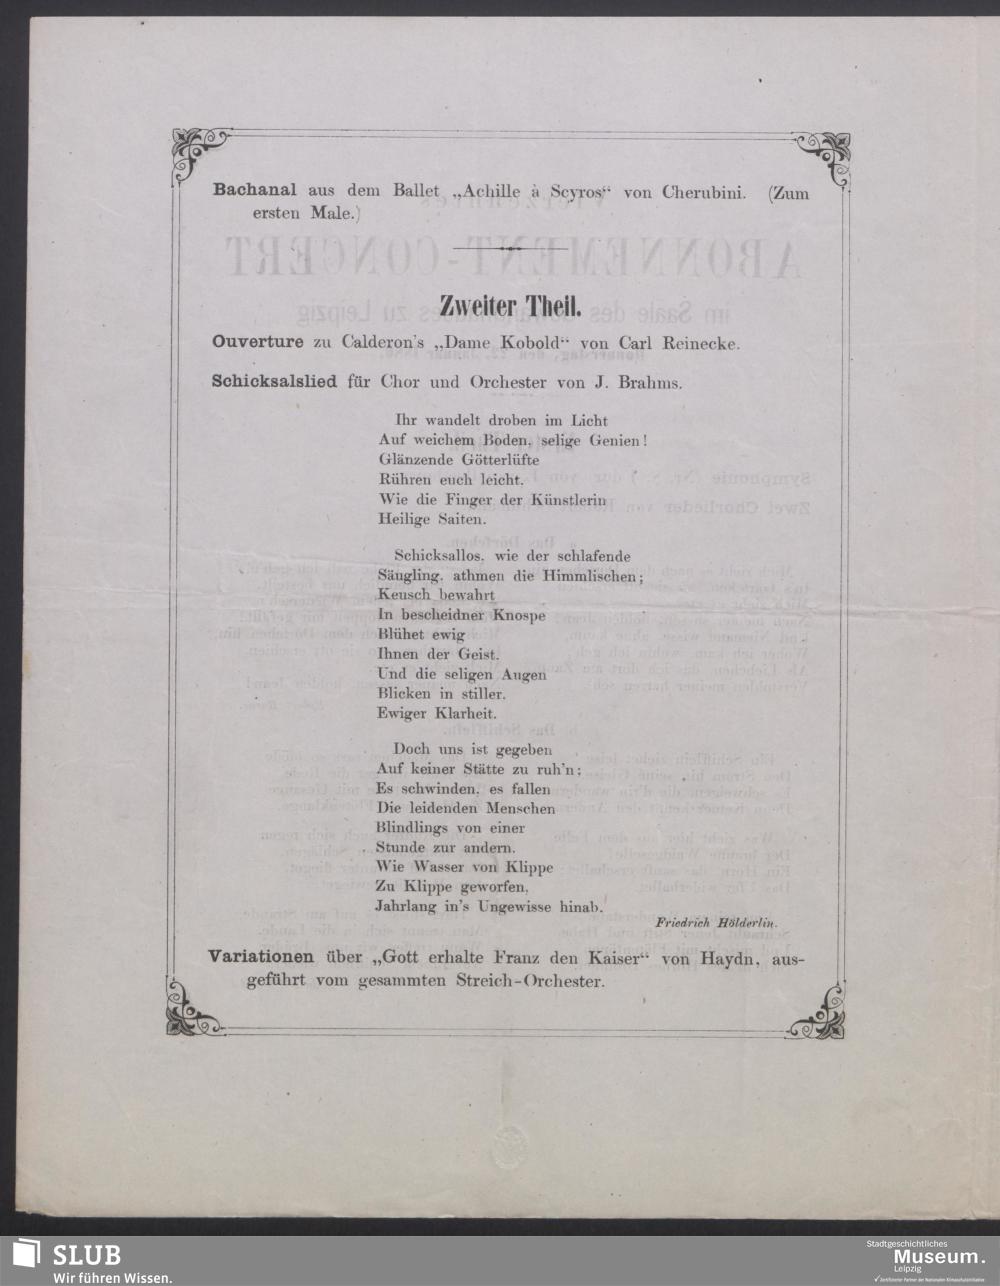 Bachanal aus dem Ballet „Achille à Scyros“ von Cherubini. (Zum
ersten Male.)
Zweiter Theil.
Ouverture zu Calderon's „Dame Kobold“ von Carl Reinecke.
Schicksalslied für Chor und Orchester von J. Brahms.
Ihr wandelt droben im Licht
Auf weichem Boden, selige Genien!
Glänzende Götterlüfte
Rühren euch leicht,
Wie die Finger der Künstlerin
Heilige Saiten.
Schicksallos, wie der schlafende
Säugling, athmen die Himmlischen;
Keusch bewahrt
In bescheidner Knospe
Blühet ewig
Ihnen der Geist,
Und die seligen Augen
Blicken in stiller,
Ewiger Klarheit.
Doch uns ist gegeben
Auf keiner Stätte zu ruh'n;
Es schwinden, es fallen
Die leidenden Menschen
Blindlings von einer
Stunde zur andern,
Wie Wasser von Klippe
Zu Klippe geworfen,
Jahrlang in's Ungewisse hinab.
Friedrich Hölderlin.
Variationen über „Gott erhalte Franz den Kaiser“ von Haydn, aus-
geführt vom gesammten Streich-Orchester.
SLUB
Wir führen Wissen.
Stadtgeschichtliches
Museum.
Leipzig
Zertifizierter Partner der Nationalen Klimaschutzinitiative